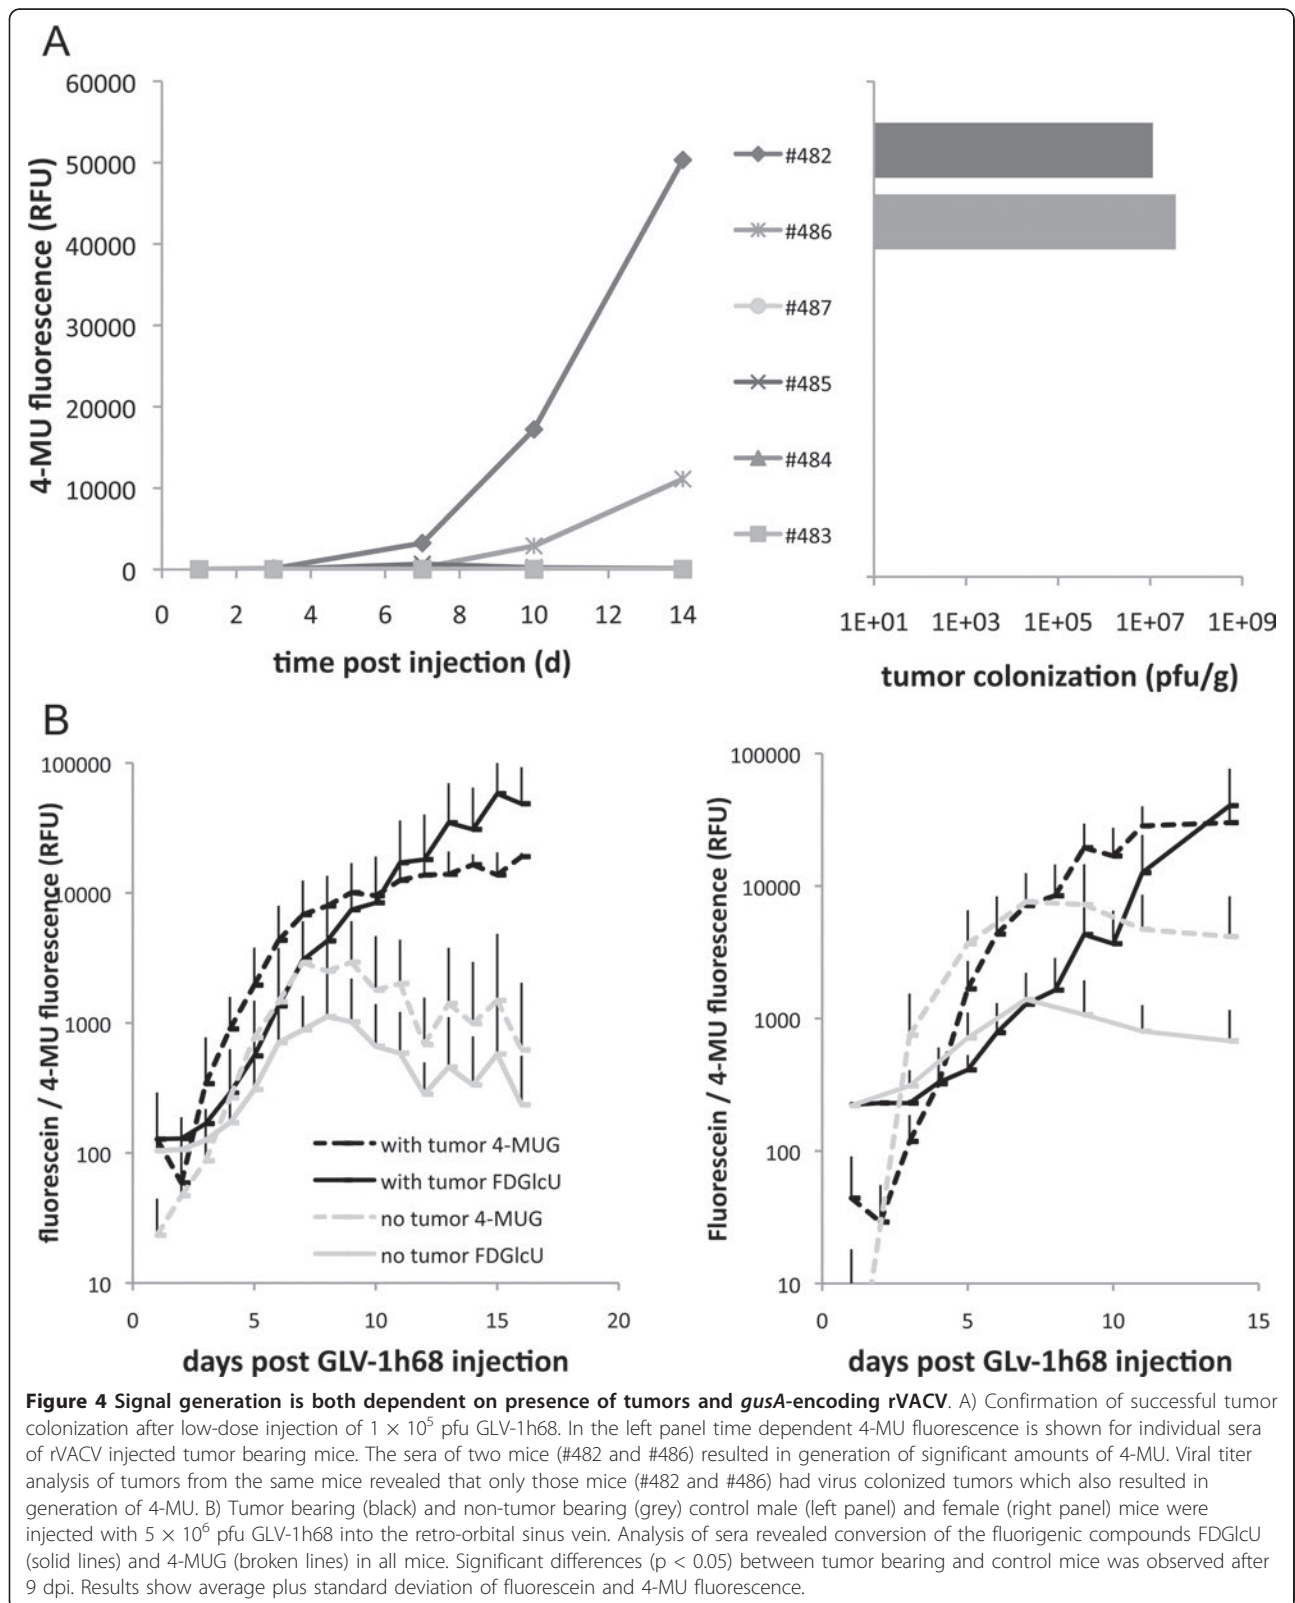 A
60000
50000
40000
30000
20000
10000
0
4-MU fluorescence (RFU)
0 2 4 6 8 10 12 14
time post injection (d)
#482
#486
#487
#485
#484
#483
1E+01 1E+03 1E+05 1E+07 1E+09
tumor colonization (pfu/g)
B
100000
10000
1000
100
10
fluorescein / 4-MU fluorescence (RFU)
with tumor 4-MUG
with tumor FDGlcU
no tumor 4-MUG
no tumor FDGlcU
0 5 10 15 20
days post GLV-1h68 injection
100000
10000
1000
100
10
Fluorescein / 4-MU fluorescence (RFU)
0 5 10 15
days post GLv-1h68 injection
Figure 4 Signal generation is both dependent on presence of tumors and gusA-encoding rVACV. A) Confirmation of successful tumor
colonization after low-dose injection of 1 × 10⁵ pfu GLV-1h68. In the left panel time dependent 4-MU fluorescence is shown for individual sera
of rVACV injected tumor bearing mice. The sera of two mice (#482 and #486) resulted in generation of significant amounts of 4-MU. Viral titer
analysis of tumors from the same mice revealed that only those mice (#482 and #486) had virus colonized tumors which also resulted in
generation of 4-MU. B) Tumor bearing (black) and non-tumor bearing (grey) control male (left panel) and female (right panel) mice were
injected with 5 × 10⁶ pfu GLV-1h68 into the retro-orbital sinus vein. Analysis of sera revealed conversion of the fluorigenic compounds FDGlcU
(solid lines) and 4-MUG (broken lines) in all mice. Significant differences (p < 0.05) between tumor bearing and control mice was observed after
9 dpi. Results show average plus standard deviation of fluorescein and 4-MU fluorescence.